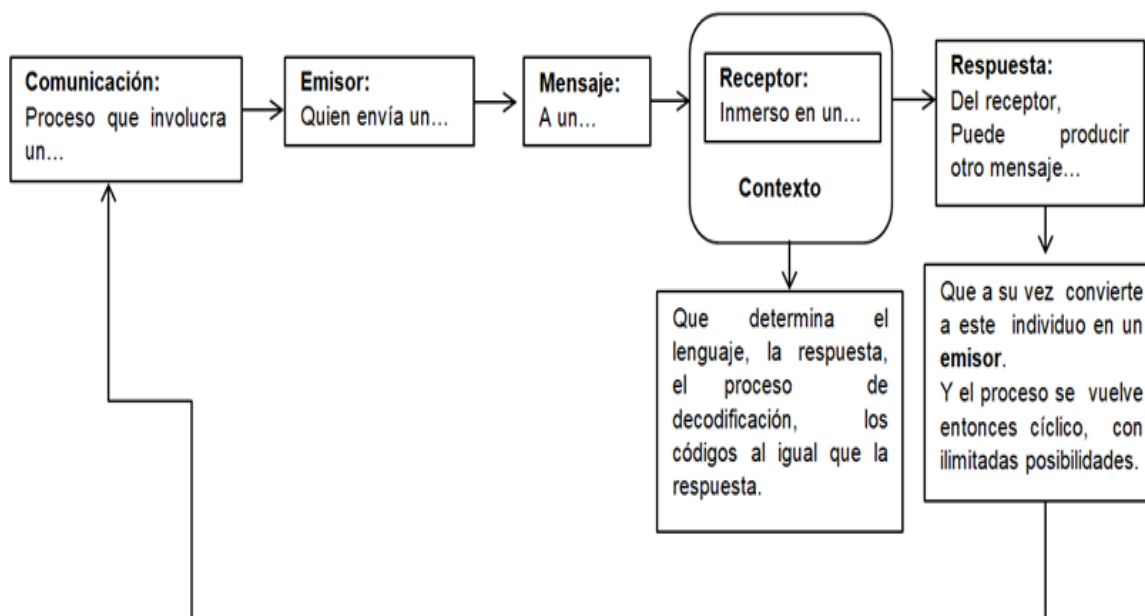 Comunicación:
Proceso que involucra
un...
Emisor:
Quien envía un...
Mensaje:
A un...
Receptor:
Inmerso en un...
Contexto
Respuesta:
Del receptor,
Puede producir
otro mensaje...
Que determina el
lenguaje, la respuesta,
el proceso de
decodificación, los
códigos al igual que la
respuesta.
Que a su vez convierte
a este individuo en un
emisor.
Y el proceso se vuelve
entonces cíclico, con
ilimitadas posibilidades.